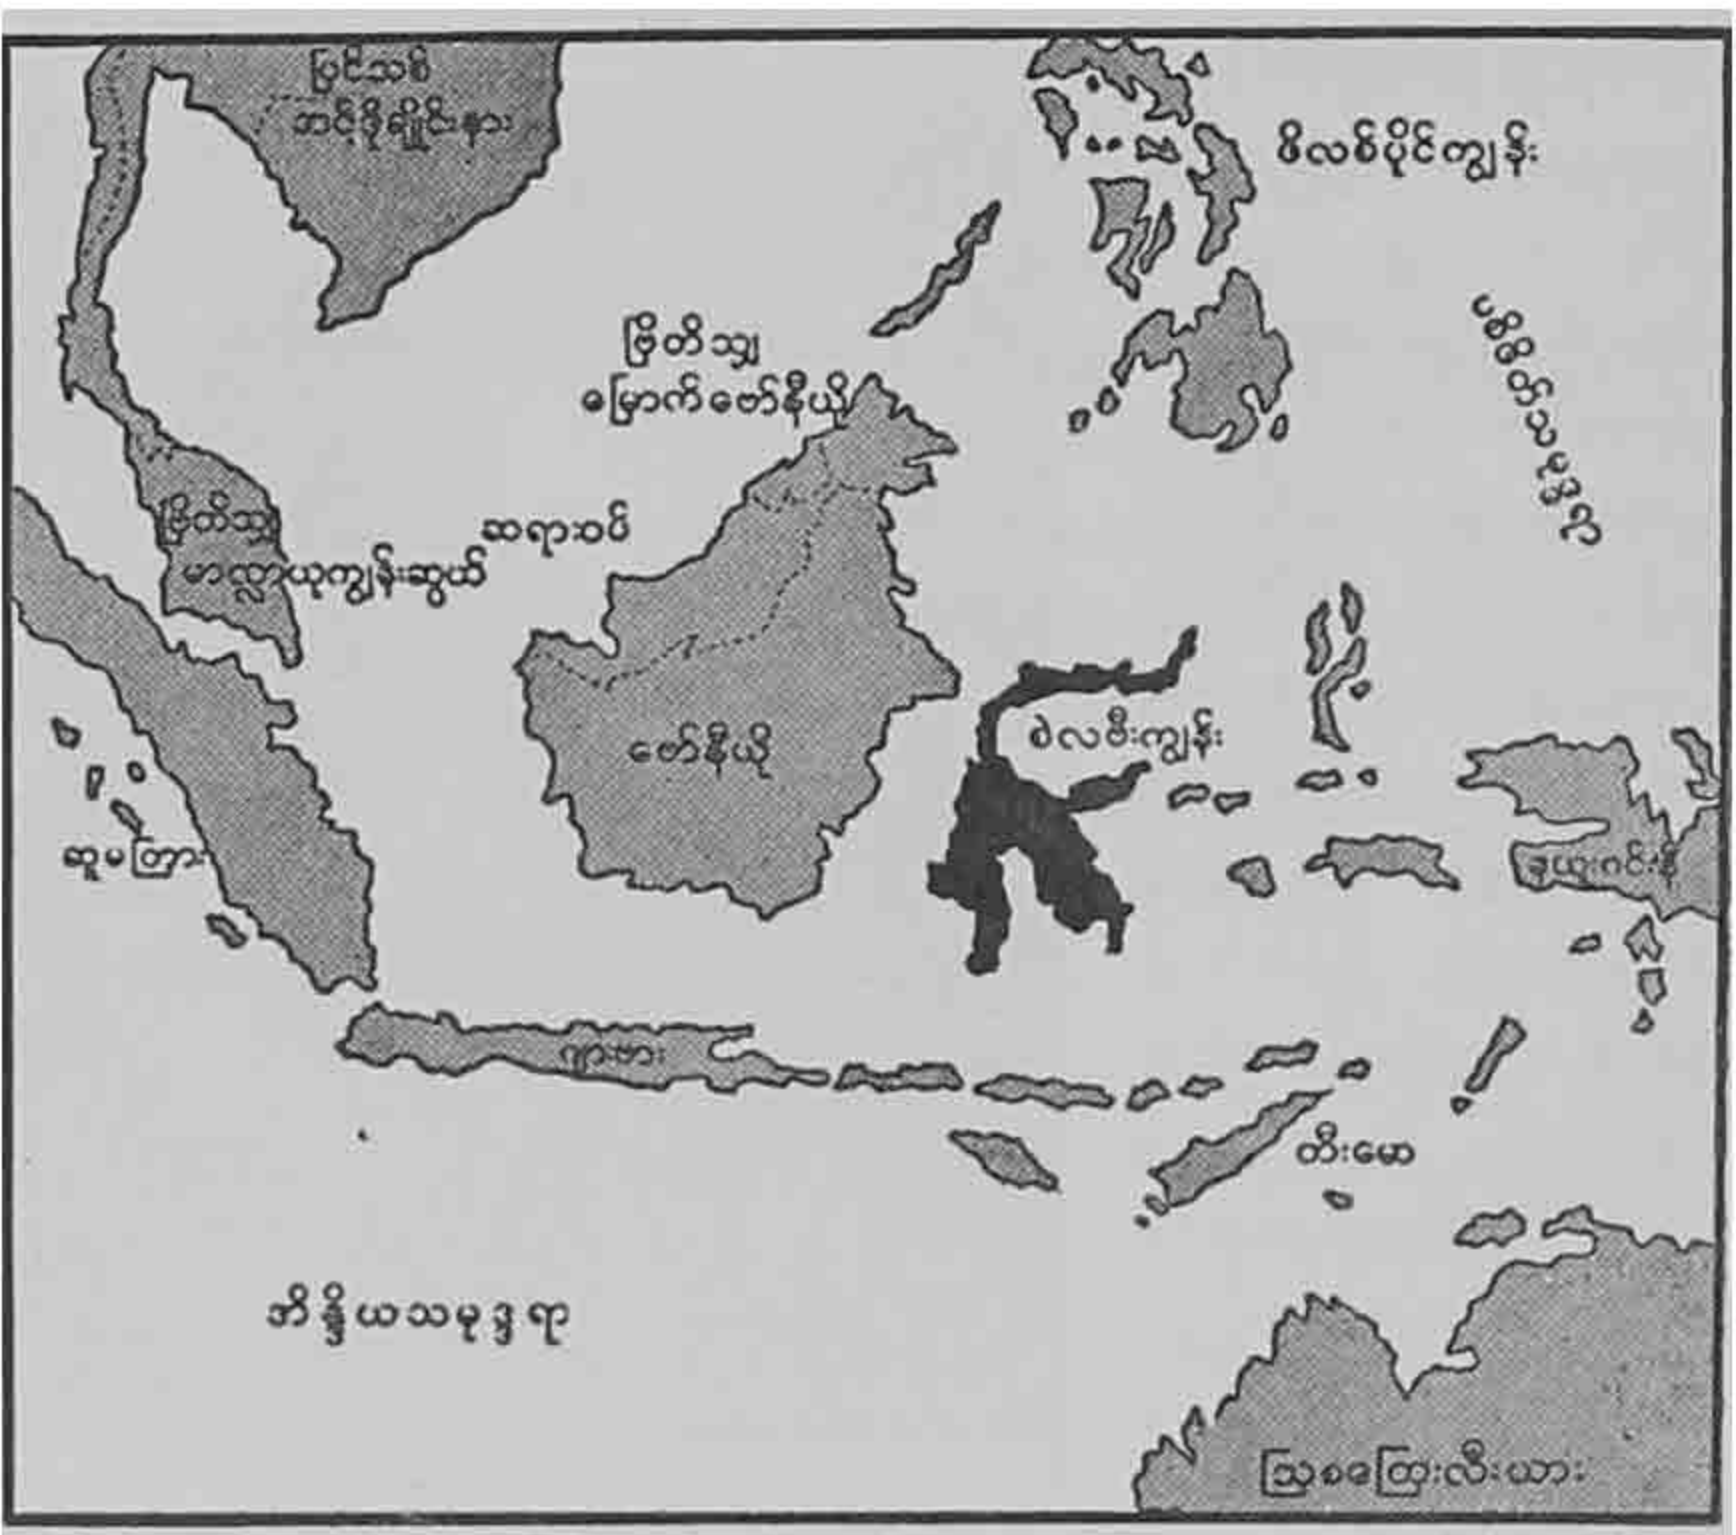 ပြင်သစ်
အင်ဒိုချိုင်းနား
ဖိလစ်ပိုင်ကျွန်း
ဗြိတိသျှ
မြောက်ဗော်နီယို
ပစိဖိတ်သမုဒ္ဒရာ
ဗြိတိသျှ
မာလာယုကျွန်းဆွယ်
ဆရားဝပ်
ဗော်နီယို
စဲလဗီးကျွန်း
ဆူမတြား
နယူးဂင်းနီ
ဂျားဗား
တီးမော
အိန္ဒိယသမုဒ္ဒရာ
ဩစတြေးလီးယား